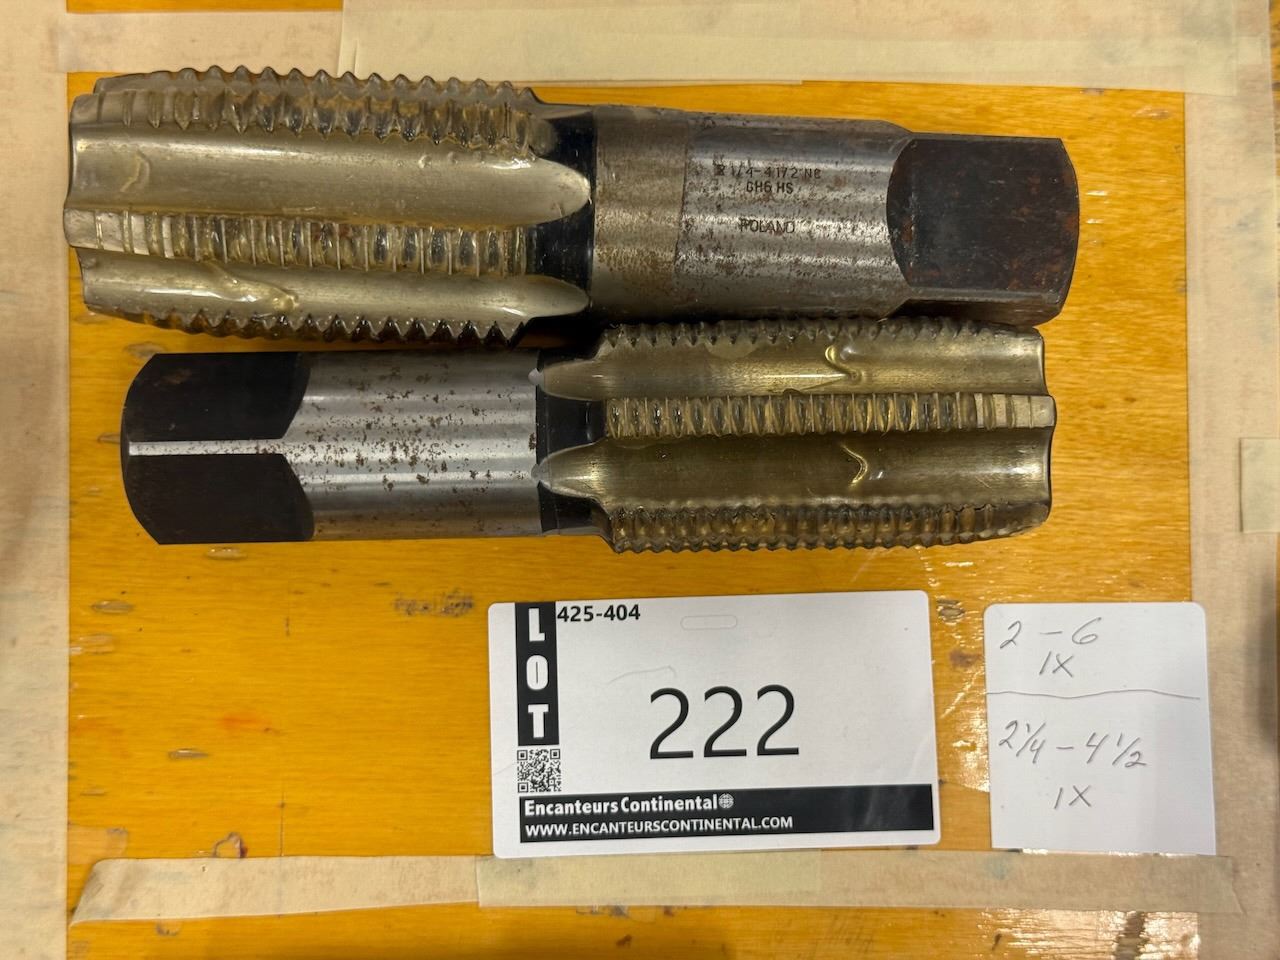 2 1/4-4 1/2 NC
GH6 HS
POLAND
LOT
425-404
222
Encanteurs Continental
WWW.ENCANTEURSCONTINENTAL.COM
2 - 6
1X
2 1/4 - 4 1/2
1X